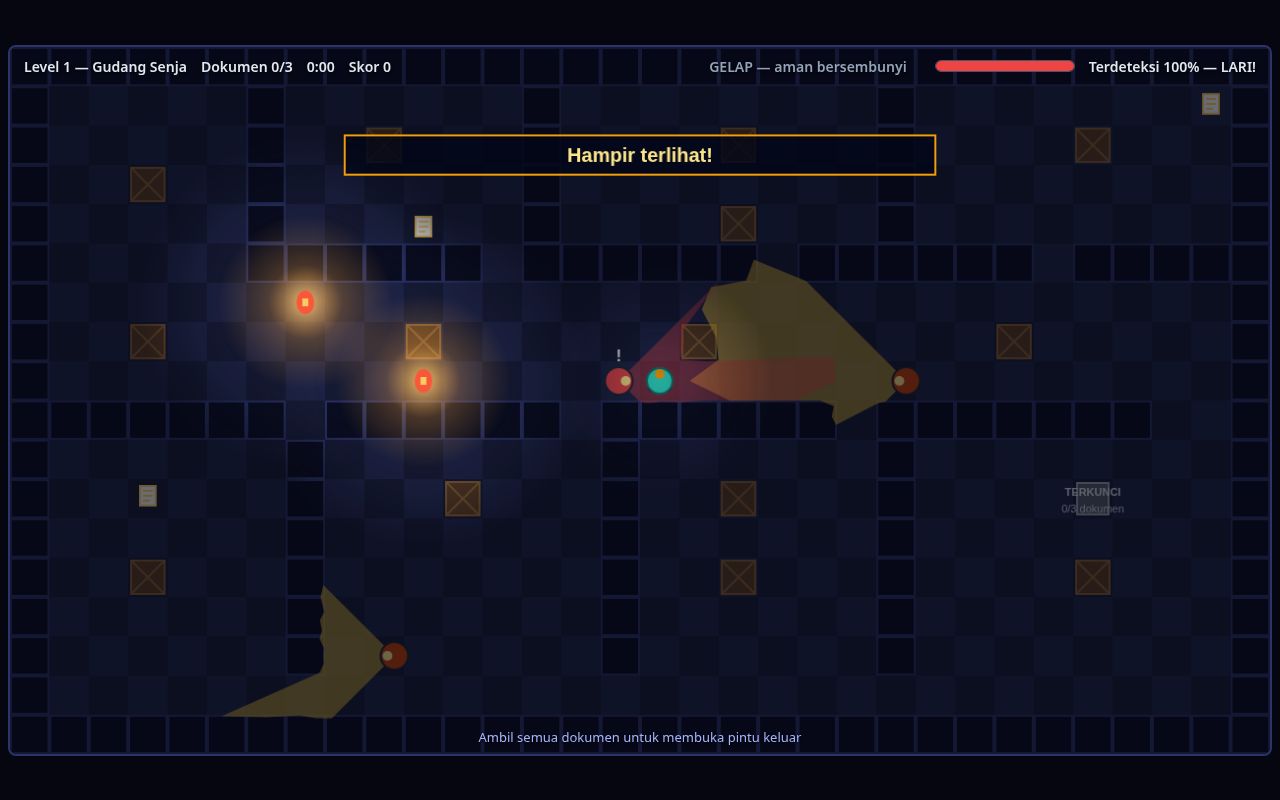 Level 1 — Gudang Senja Dokumen 0/3 0:00 Skor 0 GELAP — aman bersembunyi Terdeteksi 100% — LARI!
Hampir terlihat!
!
TERKUNCI
0/3 dokumen
Ambil semua dokumen untuk membuka pintu keluar